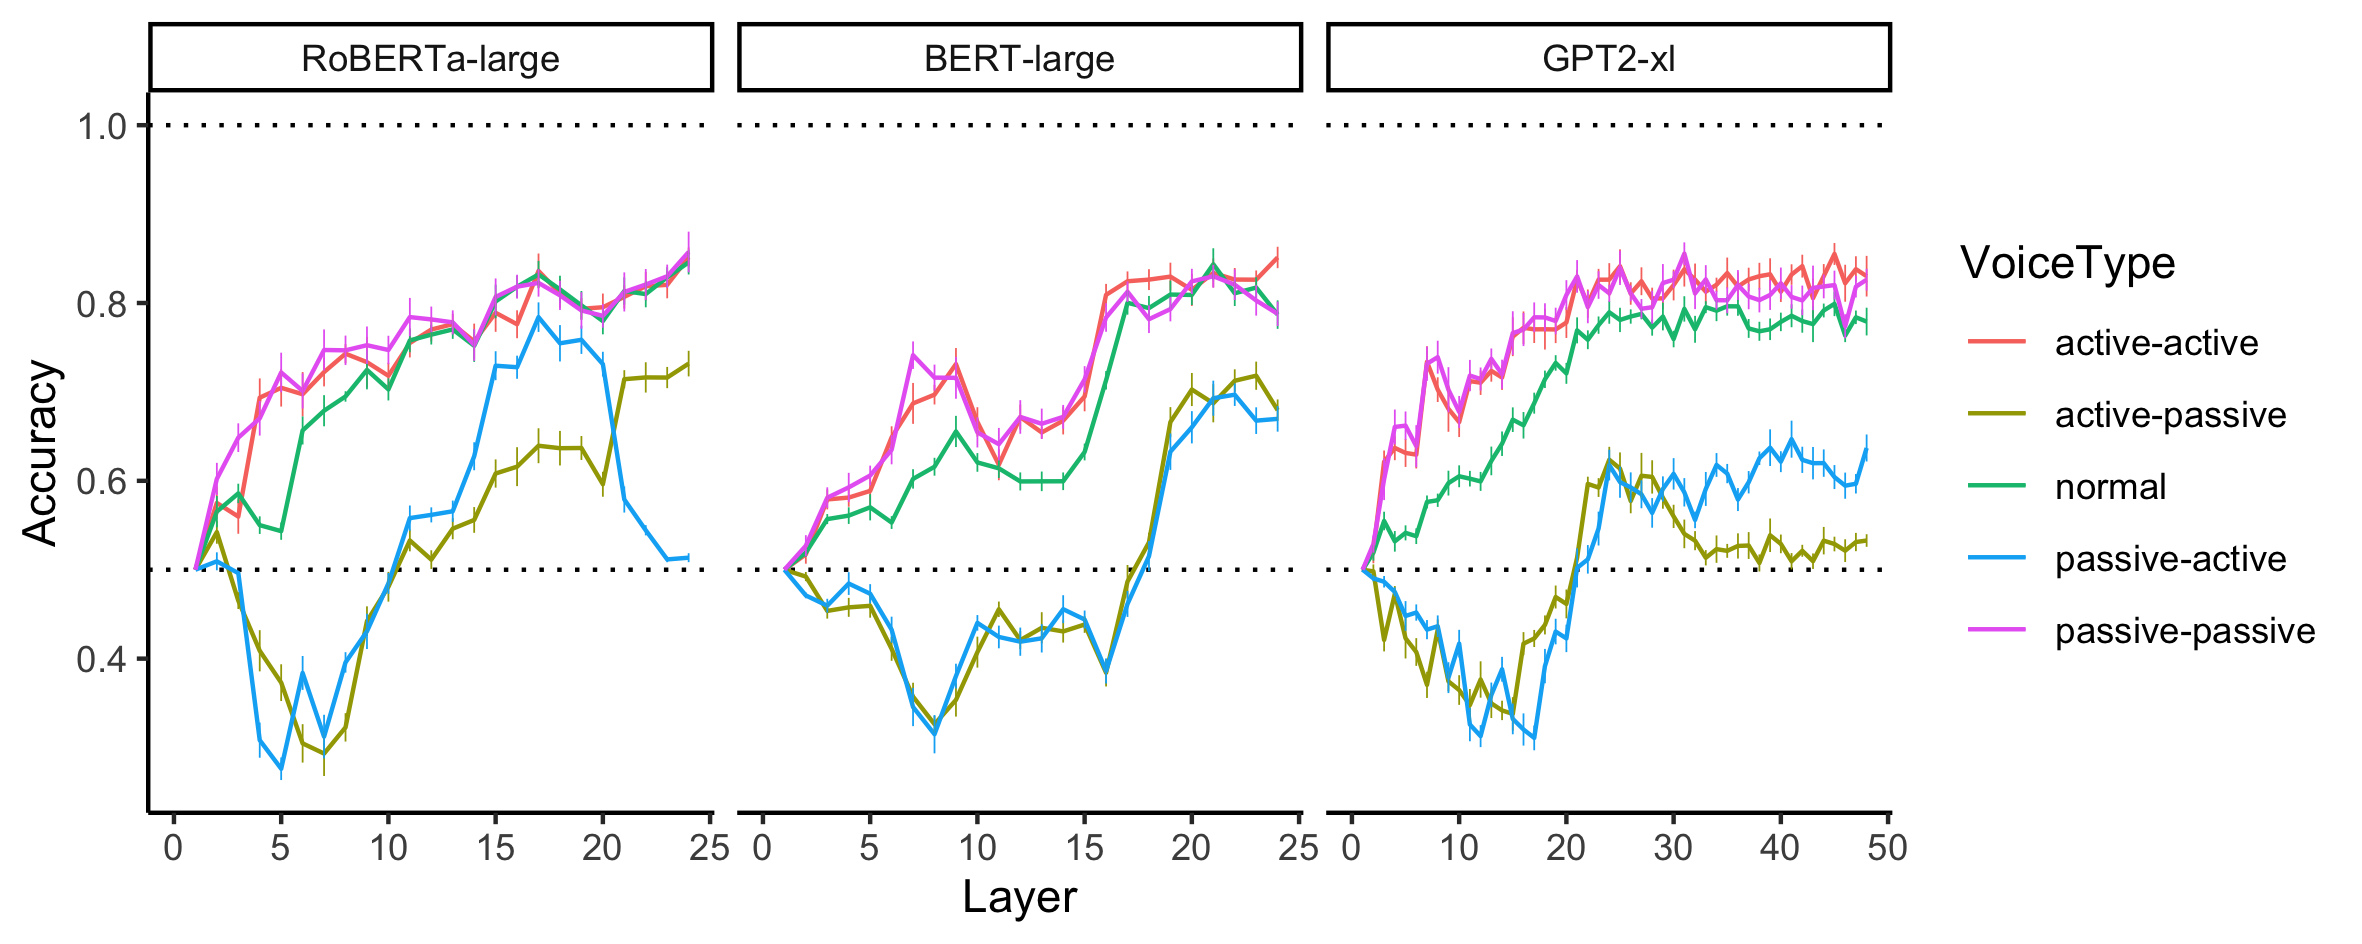 RoBERTa-large
BERT-large
GPT2-xl
1.0
0.8
0.6
0.4
Accuracy
0 5 10 15 20 25
0 5 10 15 20 25
0 10 20 30 40 50
Layer
VoiceType
active-active
active-passive
normal
passive-active
passive-passive